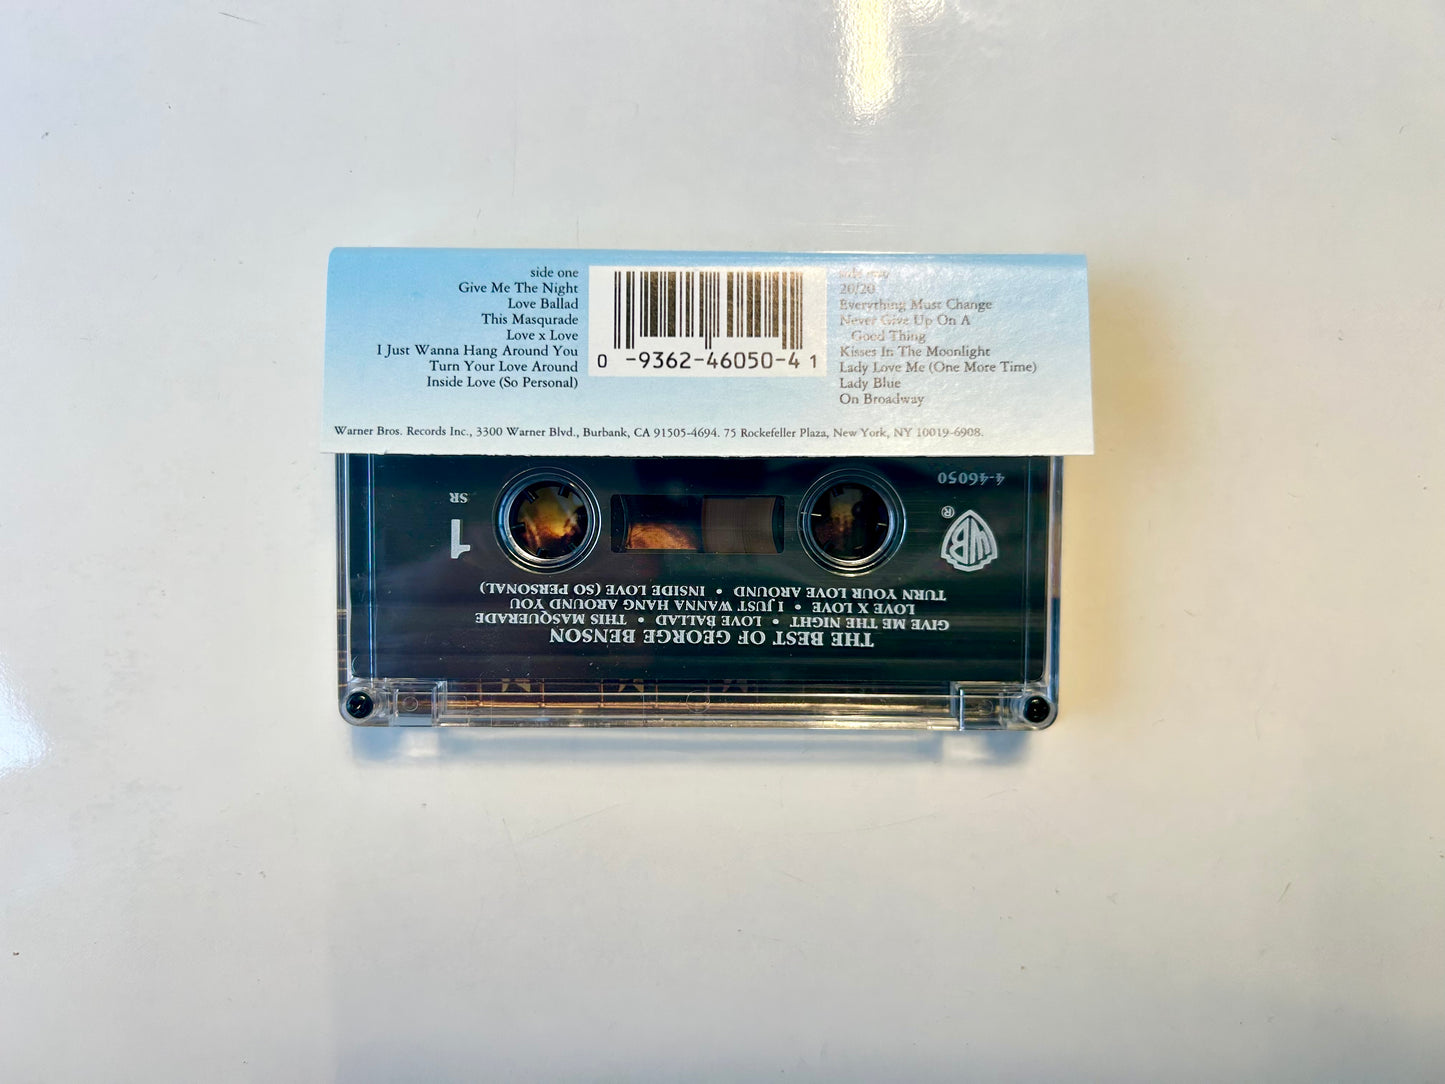 side one
Give Me The Night
Love Ballad
This Masqurade
Love x Love
I Just Wanna Hang Around You
Turn Your Love Around
Inside Love (So Personal)
0 -9362-46050-4 1
side two
20/20
Everything Must Change
Never Give Up On A
Good Thing
Kisses In The Moonlight
Lady Love Me (One More Time)
Lady Blue
On Broadway
Warner Bros. Records Inc., 3300 Warner Blvd., Burbank, CA 91505-4694. 75 Rockefeller Plaza, New York, NY 10019-6908.
THE BEST OF GEORGE BENSON
GIVE ME THE NIGHT • LOVE BALLAD • THIS MASQUERADE
LOVE X LOVE • I JUST WANNA HANG AROUND YOU
TURN YOUR LOVE AROUND • INSIDE LOVE (SO PERSONAL)
WB ®
1
SR
4-46050